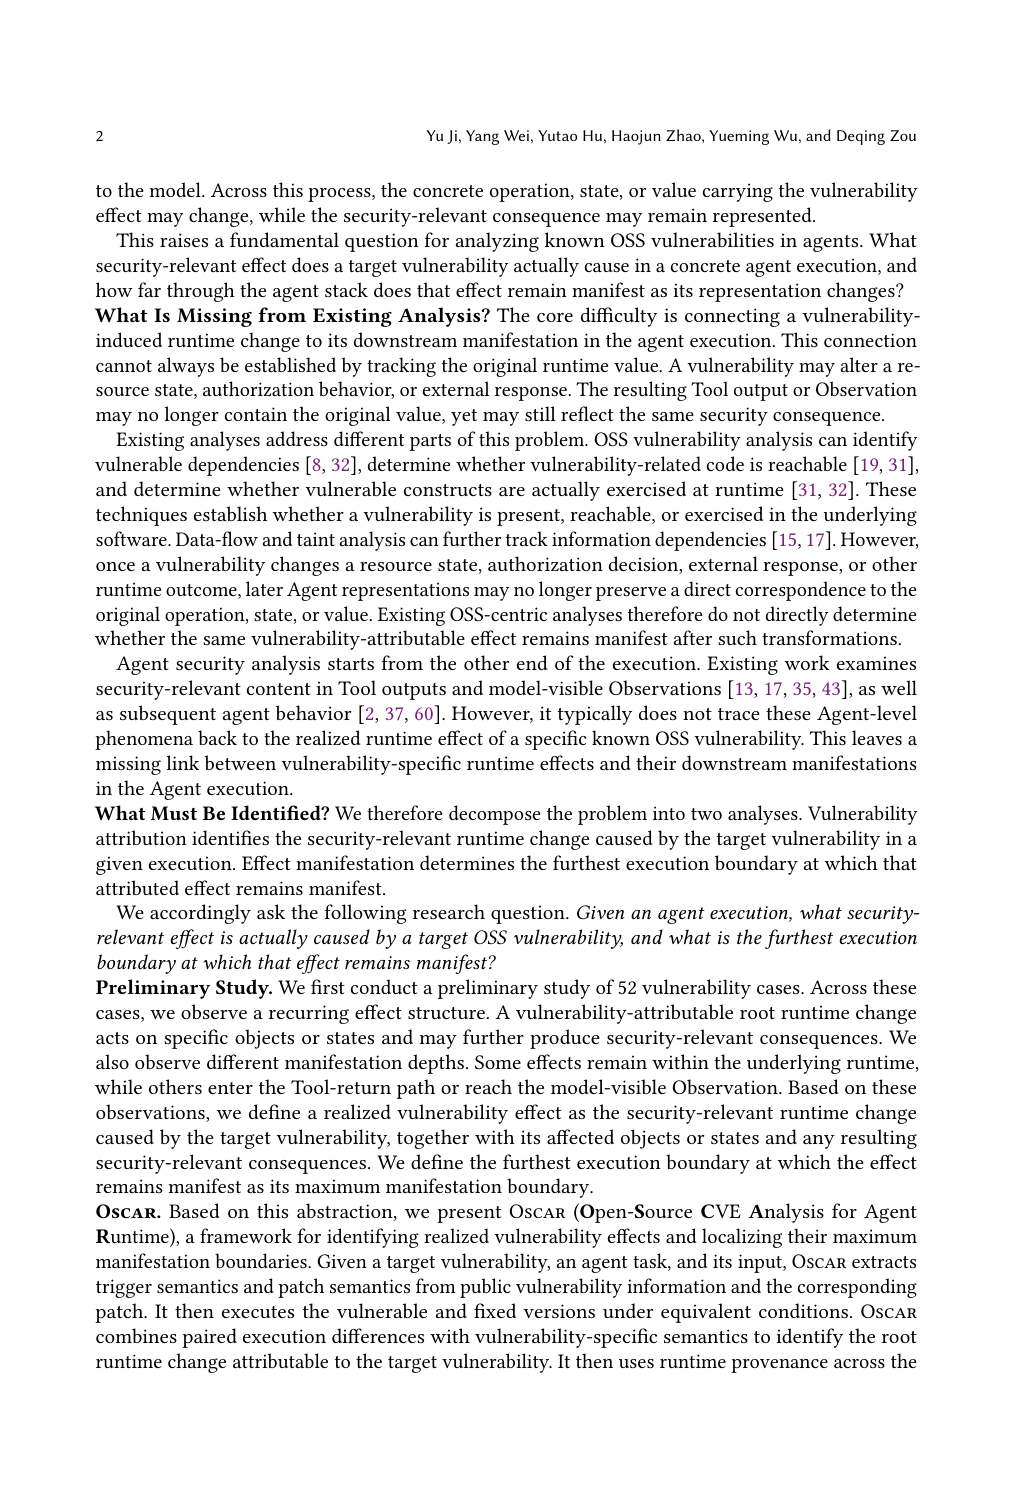 2
Yu Ji, Yang Wei, Yutao Hu, Haojun Zhao, Yueming Wu, and Deqing Zou
to the model. Across this process, the concrete operation, state, or value carrying the vulnerability
effect may change, while the security-relevant consequence may remain represented.
This raises a fundamental question for analyzing known OSS vulnerabilities in agents. What
security-relevant effect does a target vulnerability actually cause in a concrete agent execution, and
how far through the agent stack does that effect remain manifest as its representation changes?
What Is Missing from Existing Analysis? The core difficulty is connecting a vulnerability-
induced runtime change to its downstream manifestation in the agent execution. This connection
cannot always be established by tracking the original runtime value. A vulnerability may alter a re-
source state, authorization behavior, or external response. The resulting Tool output or Observation
may no longer contain the original value, yet may still reflect the same security consequence.
Existing analyses address different parts of this problem. OSS vulnerability analysis can identify
vulnerable dependencies [8, 32], determine whether vulnerability-related code is reachable [19, 31],
and determine whether vulnerable constructs are actually exercised at runtime [31, 32]. These
techniques establish whether a vulnerability is present, reachable, or exercised in the underlying
software. Data-flow and taint analysis can further track information dependencies [15, 17]. However,
once a vulnerability changes a resource state, authorization decision, external response, or other
runtime outcome, later Agent representations may no longer preserve a direct correspondence to the
original operation, state, or value. Existing OSS-centric analyses therefore do not directly determine
whether the same vulnerability-attributable effect remains manifest after such transformations.
Agent security analysis starts from the other end of the execution. Existing work examines
security-relevant content in Tool outputs and model-visible Observations [13, 17, 35, 43], as well
as subsequent agent behavior [2, 37, 60]. However, it typically does not trace these Agent-level
phenomena back to the realized runtime effect of a specific known OSS vulnerability. This leaves a
missing link between vulnerability-specific runtime effects and their downstream manifestations
in the Agent execution.
What Must Be Identified? We therefore decompose the problem into two analyses. Vulnerability
attribution identifies the security-relevant runtime change caused by the target vulnerability in a
given execution. Effect manifestation determines the furthest execution boundary at which that
attributed effect remains manifest.
We accordingly ask the following research question. Given an agent execution, what security-
relevant effect is actually caused by a target OSS vulnerability, and what is the furthest execution
boundary at which that effect remains manifest?
Preliminary Study. We first conduct a preliminary study of 52 vulnerability cases. Across these
cases, we observe a recurring effect structure. A vulnerability-attributable root runtime change
acts on specific objects or states and may further produce security-relevant consequences. We
also observe different manifestation depths. Some effects remain within the underlying runtime,
while others enter the Tool-return path or reach the model-visible Observation. Based on these
observations, we define a realized vulnerability effect as the security-relevant runtime change
caused by the target vulnerability, together with its affected objects or states and any resulting
security-relevant consequences. We define the furthest execution boundary at which the effect
remains manifest as its maximum manifestation boundary.
Oscar. Based on this abstraction, we present Oscar (Open-Source CVE Analysis for Agent
Runtime), a framework for identifying realized vulnerability effects and localizing their maximum
manifestation boundaries. Given a target vulnerability, an agent task, and its input, Oscar extracts
trigger semantics and patch semantics from public vulnerability information and the corresponding
patch. It then executes the vulnerable and fixed versions under equivalent conditions. Oscar
combines paired execution differences with vulnerability-specific semantics to identify the root
runtime change attributable to the target vulnerability. It then uses runtime provenance across the